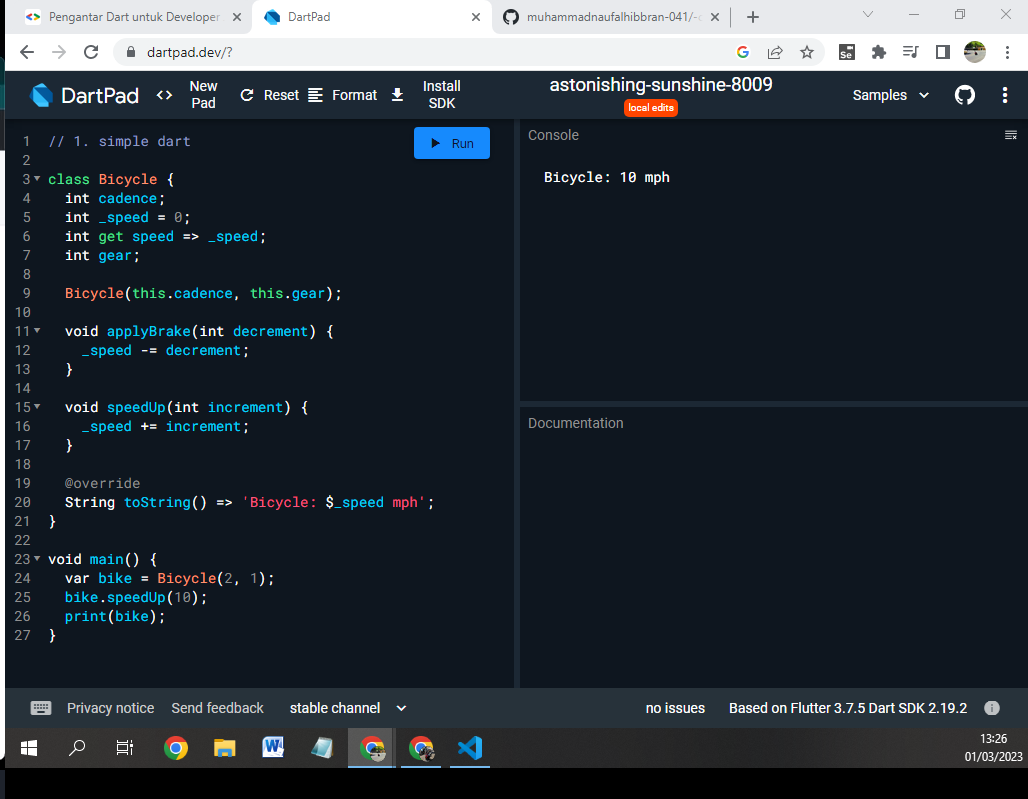 Pengantar Dart untuk Developer
DartPad
muhammadnaufalhibbran-041/-
dartpad.dev/?
DartPad
<> New Pad
Reset
Format
Install SDK
astonishing-sunshine-8009
local edits
Samples
1 // 1. simple dart
2
3 class Bicycle {
4 int cadence;
5 int _speed = 0;
6 int get speed => _speed;
7 int gear;
8
9 Bicycle(this.cadence, this.gear);
10
11 void applyBrake(int decrement) {
12 _speed -= decrement;
13 }
14
15 void speedUp(int increment) {
16 _speed += increment;
17 }
18
19 @override
20 String toString() => 'Bicycle: $_speed mph';
21 }
22
23 void main() {
24 var bike = Bicycle(2, 1);
25 bike.speedUp(10);
26 print(bike);
27 }
Run
Console
Bicycle: 10 mph
Documentation
Privacy notice
Send feedback
stable channel
no issues
Based on Flutter 3.7.5 Dart SDK 2.19.2
13:26
01/03/2023